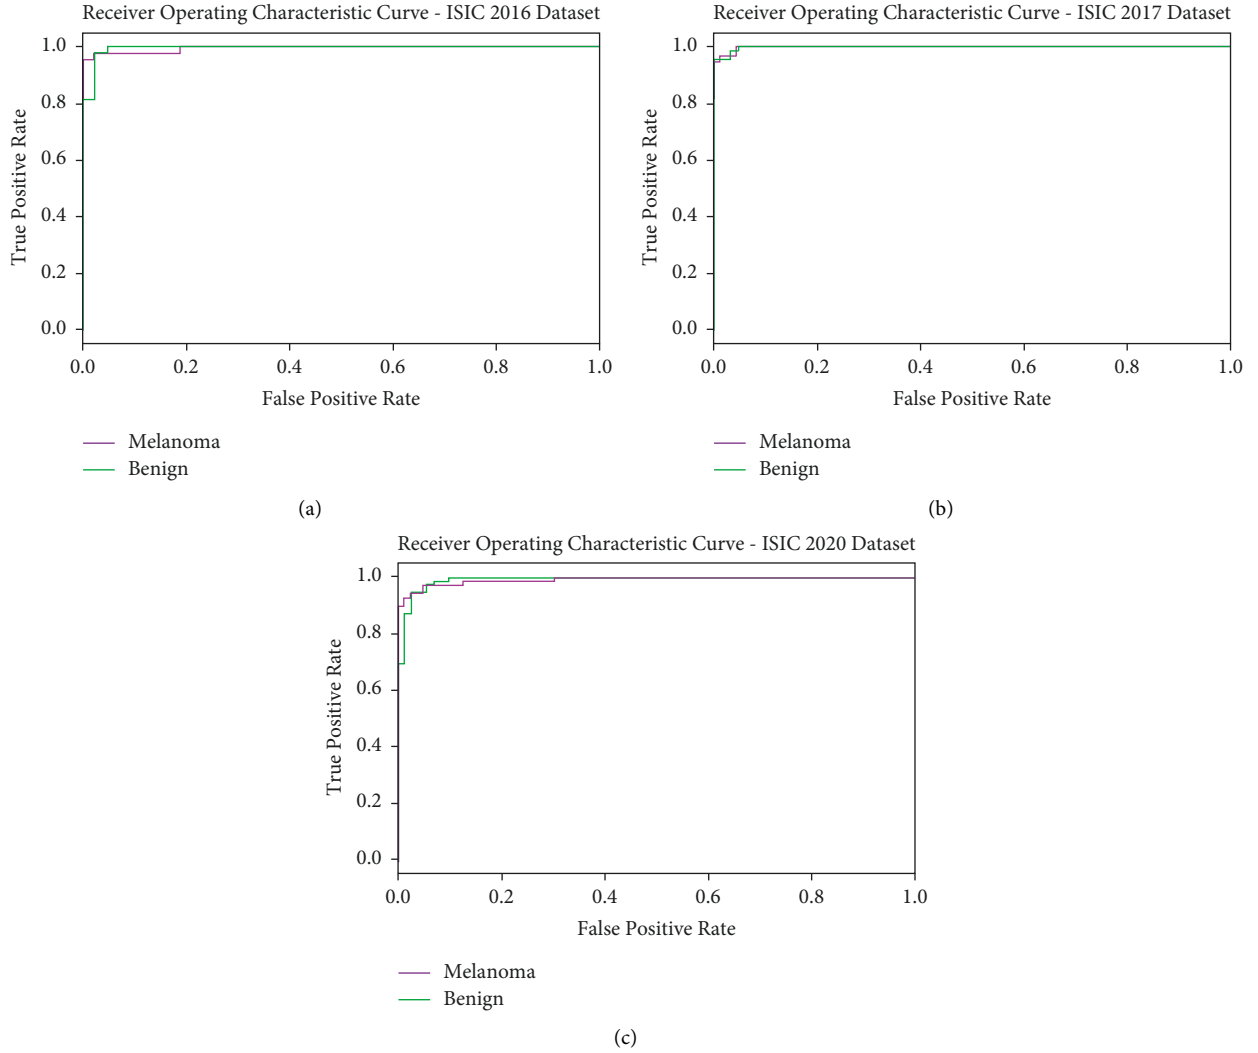 Receiver Operating Characteristic Curve - ISIC 2016 Dataset
1.0
0.8
0.6
0.4
0.2
0.0
True Positive Rate
0.0 0.2 0.4 0.6 0.8 1.0
False Positive Rate
Melanoma
Benign
(a)
Receiver Operating Characteristic Curve - ISIC 2017 Dataset
1.0
0.8
0.6
0.4
0.2
0.0
True Positive Rate
0.0 0.2 0.4 0.6 0.8 1.0
False Positive Rate
Melanoma
Benign
(b)
Receiver Operating Characteristic Curve - ISIC 2020 Dataset
1.0
0.8
0.6
0.4
0.2
0.0
True Positive Rate
0.0 0.2 0.4 0.6 0.8 1.0
False Positive Rate
Melanoma
Benign
(c)